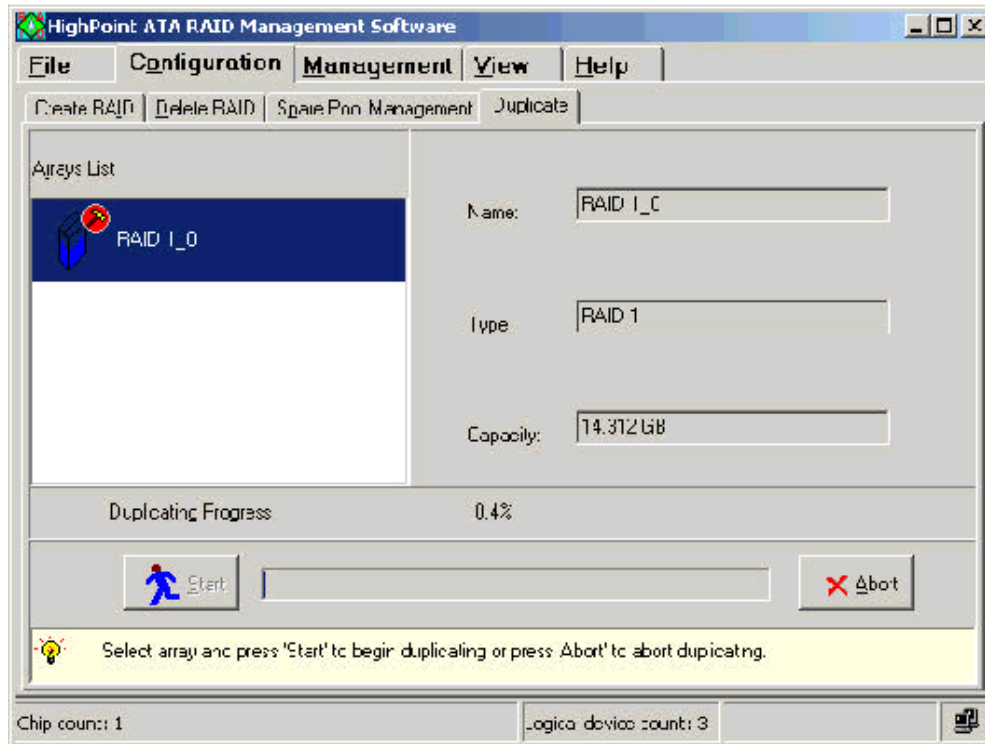 HighPoint ATA RAID Management Software
File Configuration Management View Help
Create RAID Delete RAID Spare Pool Management Duplicate
Arrays List
RAID 1_0
Name: RAID 1_0
Type RAID 1
Capacity: 14.312 GB
Duplicating Progress 0.4%
Start Abort
Select array and press 'Start' to begin duplicating or press 'Abort' to abort duplicating.
Chip count: 1 Logical device count: 3